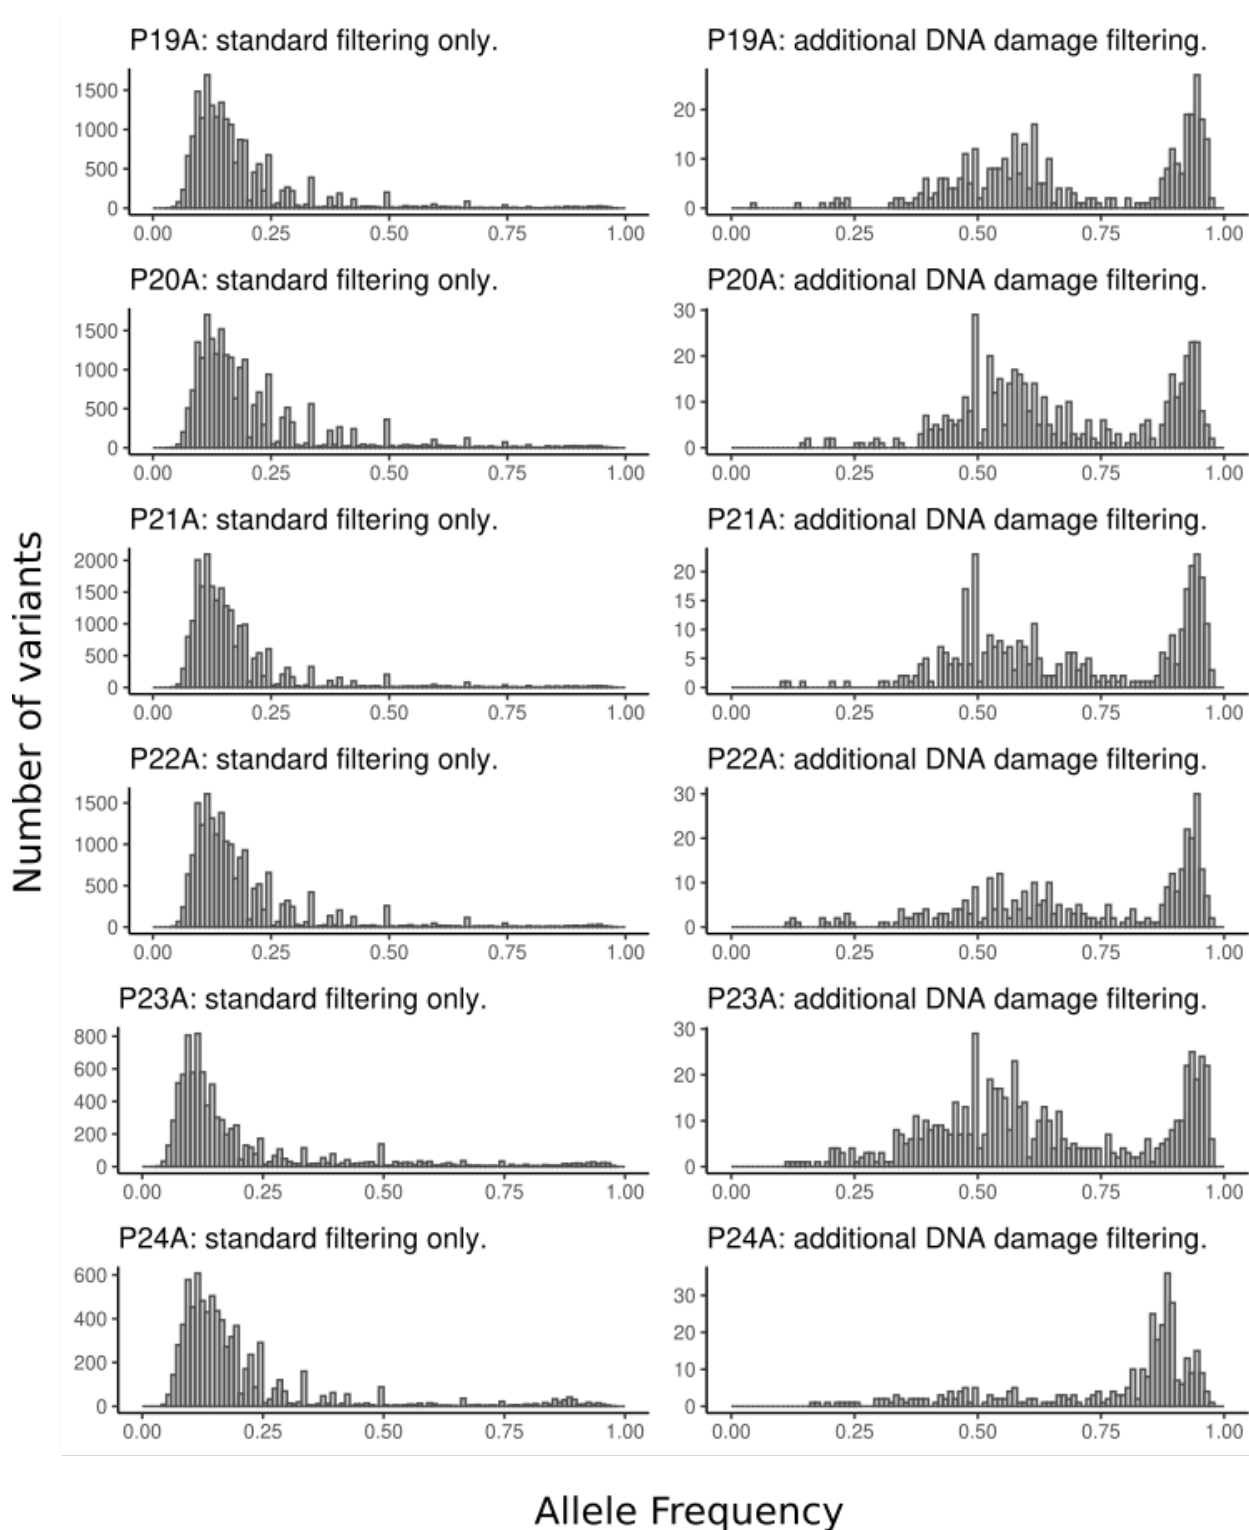 P19A: standard filtering only.
1500
1000
500
0
0.00 0.25 0.50 0.75 1.00
P19A: additional DNA damage filtering.
20
10
0
0.00 0.25 0.50 0.75 1.00
P20A: standard filtering only.
1500
1000
500
0
0.00 0.25 0.50 0.75 1.00
P20A: additional DNA damage filtering.
30
20
10
0
0.00 0.25 0.50 0.75 1.00
P21A: standard filtering only.
2000
1500
1000
500
0
0.00 0.25 0.50 0.75 1.00
P21A: additional DNA damage filtering.
20
15
10
5
0
0.00 0.25 0.50 0.75 1.00
P22A: standard filtering only.
1500
1000
500
0
0.00 0.25 0.50 0.75 1.00
P22A: additional DNA damage filtering.
30
20
10
0
0.00 0.25 0.50 0.75 1.00
P23A: standard filtering only.
800
600
400
200
0
0.00 0.25 0.50 0.75 1.00
P23A: additional DNA damage filtering.
30
20
10
0
0.00 0.25 0.50 0.75 1.00
P24A: standard filtering only.
600
400
200
0
0.00 0.25 0.50 0.75 1.00
P24A: additional DNA damage filtering.
30
20
10
0
0.00 0.25 0.50 0.75 1.00
Number of variants
Allele Frequency